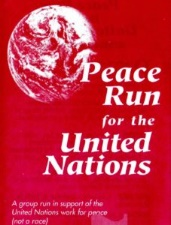 Peace
Run
for the
United
Nations
A group run in support of the
United Nations work for peace
(not a race)